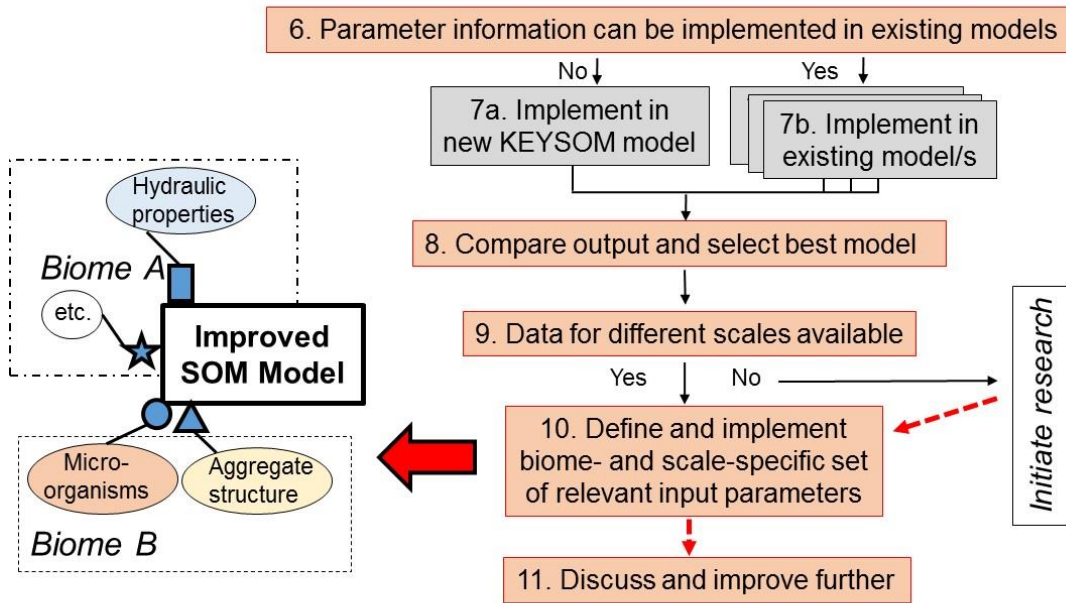 6. Parameter information can be implemented in existing models
No
Yes
7a. Implement in
new KEYSOM model
7b. Implement in
existing model/s
8. Compare output and select best model
9. Data for different scales available
Yes
No
Initiate research
10. Define and implement
biome- and scale-specific set
of relevant input parameters
11. Discuss and improve further
Hydraulic
properties
Biome A
etc.
Improved
SOM Model
Micro-
organisms
Aggregate
structure
Biome B